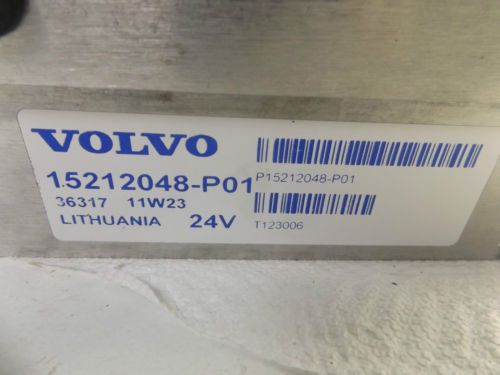 VOLVO
15212048-P01
P15212048-P01
36317 11W23
LITHUANIA 24V
T123006